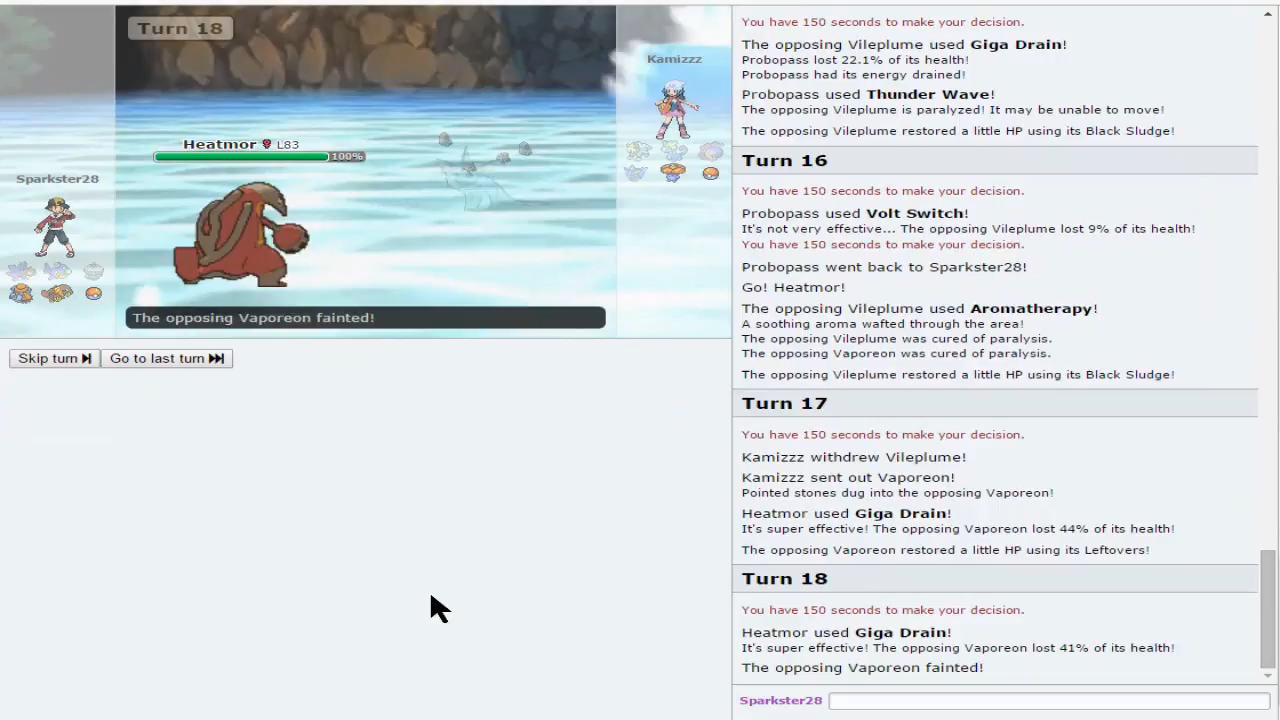 Turn 18
Kamizzz
Heatmor L83
100%
Sparkster28
The opposing Vaporeon fainted!
Skip turn
Go to last turn
You have 150 seconds to make your decision.
The opposing Vileplume used Giga Drain!
Probopass lost 22.1% of its health!
Probopass had its energy drained!
Probopass used Thunder Wave!
The opposing Vileplume is paralyzed! It may be unable to move!
The opposing Vileplume restored a little HP using its Black Sludge!
Turn 16
You have 150 seconds to make your decision.
Probopass used Volt Switch!
It's not very effective... The opposing Vileplume lost 9% of its health!
You have 150 seconds to make your decision.
Probopass went back to Sparkster28!
Go! Heatmor!
The opposing Vileplume used Aromatherapy!
A soothing aroma wafted through the area!
The opposing Vileplume was cured of paralysis.
The opposing Vaporeon was cured of paralysis.
The opposing Vileplume restored a little HP using its Black Sludge!
Turn 17
You have 150 seconds to make your decision.
Kamizzz withdrew Vileplume!
Kamizzz sent out Vaporeon!
Pointed stones dug into the opposing Vaporeon!
Heatmor used Giga Drain!
It's super effective! The opposing Vaporeon lost 44% of its health!
The opposing Vaporeon restored a little HP using its Leftovers!
Turn 18
You have 150 seconds to make your decision.
Heatmor used Giga Drain!
It's super effective! The opposing Vaporeon lost 41% of its health!
The opposing Vaporeon fainted!
Sparkster28